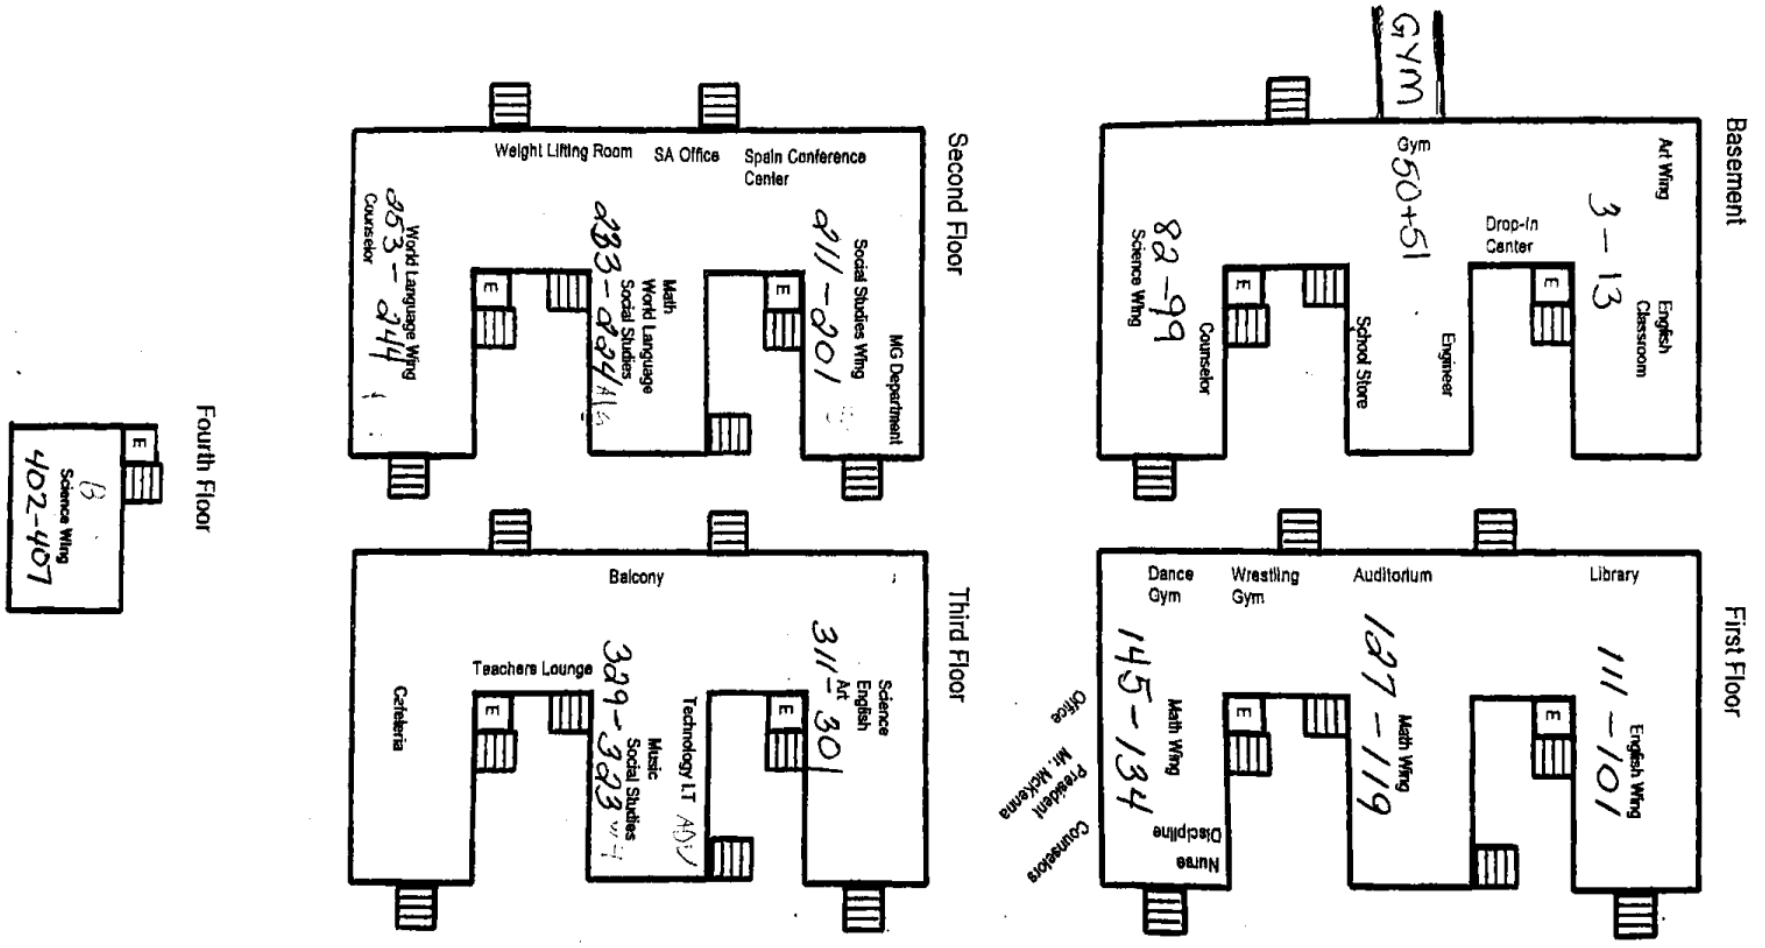 Basement
GYM
Gym
50+51
Art Wing
3-13
English
Classroom
Drop-In
Center
Engineer
School Store
82-99
Science Wing
Counselor
E
E
First Floor
Dance
Gym
Wrestling
Gym
Auditorium
Library
111-101
English Wing
127-119
Math Wing
145-134
Math Wing
Discipline
Nurse
Office
Mr. McKenna
President
Counselors
E
E
Second Floor
Weight Lifting Room
SA Office
Spain Conference
Center
211-201
Social Studies Wing
MG Department
Math
World Language
Social Studies
233-224
World Language Wing
253-244
Counselor
E
E
Third Floor
Balcony
Science
English
Art
311-301
Teachers Lounge
Technology I.T
Music
Social Studies
329-323
Cafeteria
E
E
Fourth Floor
E
B
Science Wing
402-407